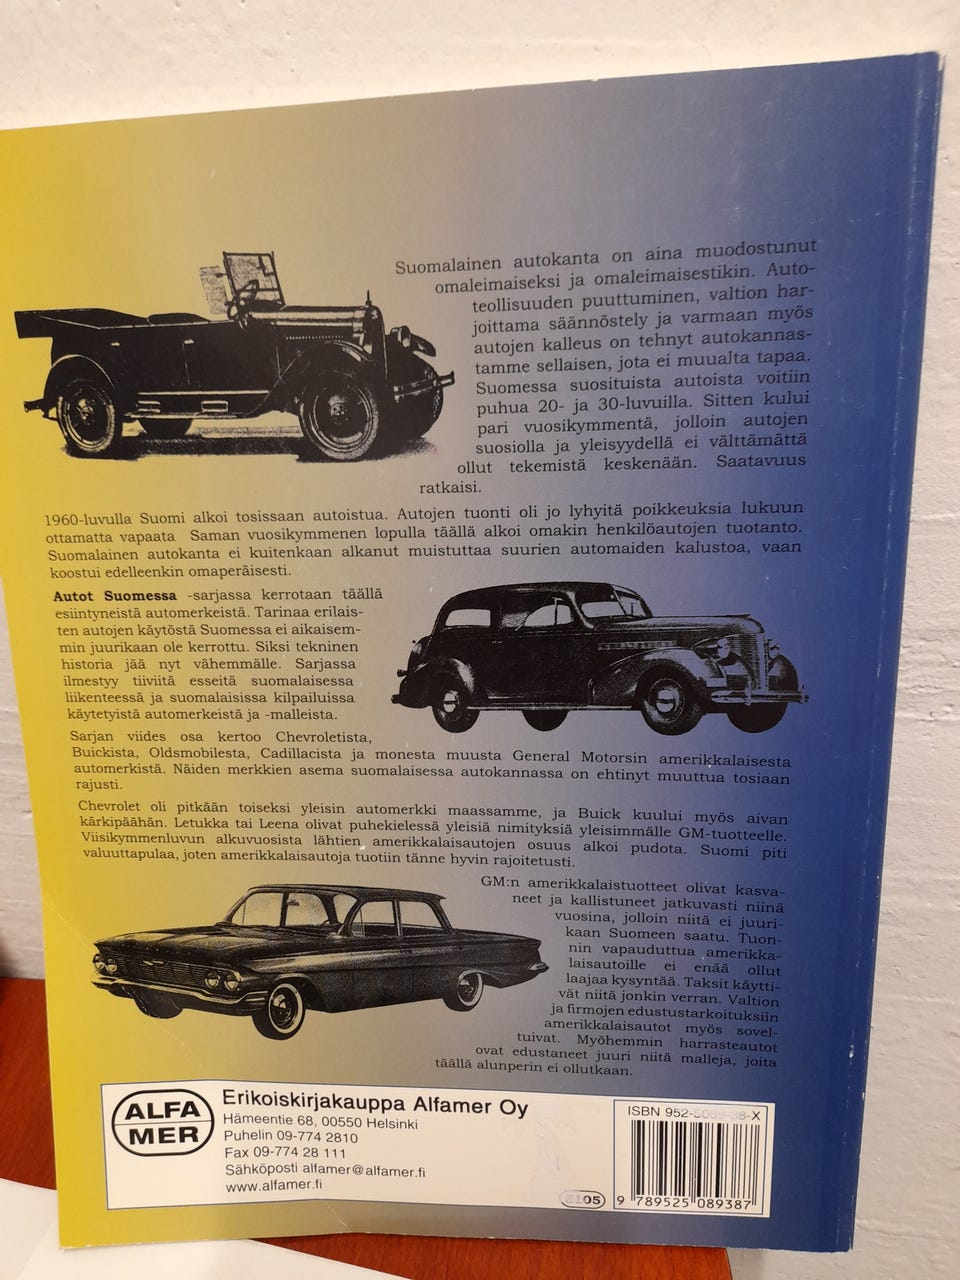 Suomalainen autokanta on aina muodostunut
omaleimaiseksi ja omaleimaisestikin. Auto-
teollisuuden puuttuminen, valtion har-
joittama säännöstely ja varmaan myös
autojen kalleus on tehnyt autokannas-
tamme sellaisen, jota ei muualta tapaa.
Suomessa suosituista autoista voitiin
puhua 20- ja 30-luvuilla. Sitten kului
pari vuosikymmentä, jolloin autojen
suosiolla ja yleisyydellä ei välttämättä
ollut tekemistä keskenään. Saatavuus
ratkaisi.
1960-luvulla Suomi alkoi tosissaan autoistua. Autojen tuonti oli jo lyhyitä poikkeuksia lukuun
ottamatta vapaata Saman vuosikymmenen lopulla täällä alkoi omakin henkilöautojen tuotanto.
Suomalainen autokanta ei kuitenkaan alkanut muistuttaa suurien automaiden kalustoa, vaan
koostui edelleenkin omaperäisesti.
Autot Suomessa -sarjassa kerrotaan täällä
esiintyneistä automerkeistä. Tarinaa erilais-
ten autojen käytöstä Suomessa ei aikaisem-
min juurikaan ole kerrottu. Siksi tekninen
historia jää nyt vähemmälle. Sarjassa
ilmestyy tiiviitä esseitä suomalaisessa
liikenteessä ja suomalaisissa kilpailuissa
käytetyistä automerkeistä ja -malleista.
Sarjan viides osa kertoo Chevroletista,
Buickista, Oldsmobilesta, Cadillacista ja monesta muusta General Motorsin amerikkalaisesta
automerkistä. Näiden merkkien asema suomalaisessa autokannassa on ehtinyt muuttua tosiaan
rajusti.
Chevrolet oli pitkään toiseksi yleisin automerkki maassamme, ja Buick kuului myös aivan
kärkipäähän. Letukka tai Leena olivat puhekielessä yleisiä nimityksiä yleisimmälle GM-tuotteelle.
Viisikymmenluvun alkuvuosista lähtien amerikkalaisautojen osuus alkoi pudota. Suomi piti
valuuttapulaa, joten amerikkalaisautoja tuotiin tänne hyvin rajoitetusti.
GM:n amerikkalaistuotteet olivat kasva-
neet ja kallistuneet jatkuvasti niinä
vuosina, jolloin niitä ei juuri-
kaan Suomeen saatu. Tuon-
nin vapauduttua amerikka-
laisautoille ei enää ollut
laajaa kysyntää. Taksit käytti-
vät niitä jonkin verran. Valtion
ja firmojen edustustarkoituksiin
amerikkalaisautot myös sovel-
tuivat. Myöhemmin harrasteautot
ovat edustaneet juuri niitä malleja, joita
täällä alunperin ei ollutkaan.
ALFA
MER
Erikoiskirjakauppa Alfamer Oy
Hämeentie 68, 00550 Helsinki
Puhelin 09-774 2810
Fax 09-774 28 111
Sähköposti alfamer@alfamer.fi
www.alfamer.fi
ISBN 952-5089-38-X
9 789525 089387